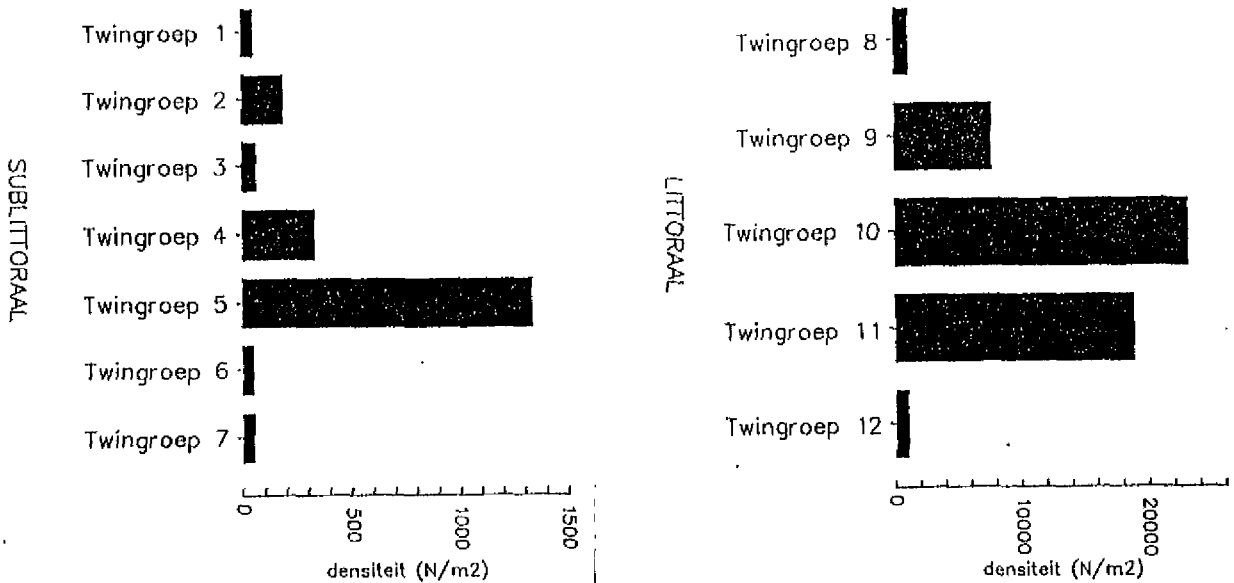 SUBLITTORAAL
Twingroep 1
Twingroep 2
Twingroep 3
Twingroep 4
Twingroep 5
Twingroep 6
Twingroep 7
0 500 1000 1500
densiteit (N/m2)
LITTORAAL
Twingroep 8
Twingroep 9
Twingroep 10
Twingroep 11
Twingroep 12
0 10000 20000
densiteit (N/m2)